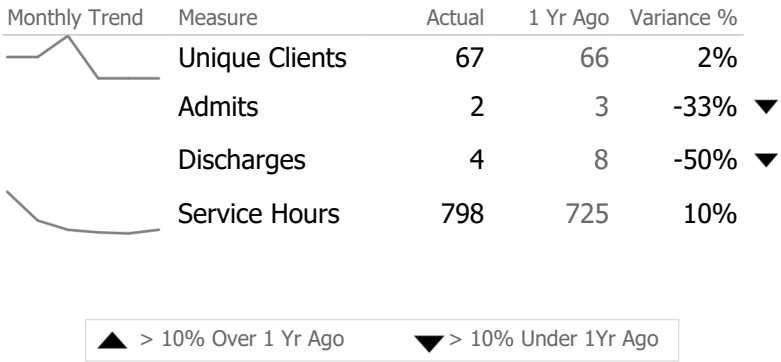 Monthly Trend Measure Actual 1 Yr Ago Variance %
Unique Clients 67 66 2%
Admits 2 3 -33% ▼
Discharges 4 8 -50% ▼
Service Hours 798 725 10%
▲ > 10% Over 1 Yr Ago ▼ > 10% Under 1Yr Ago